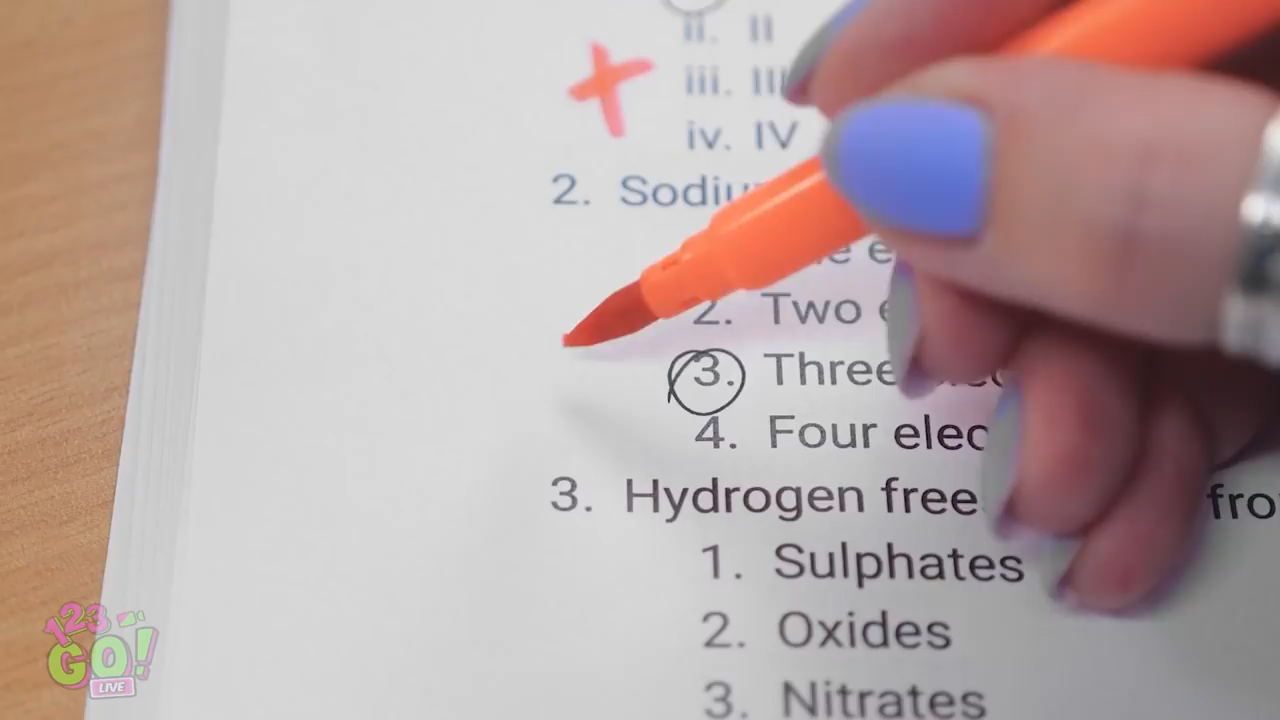 ii. II
iii. III
iv. IV
2. Sodiu
e e
2. Two e
3. Three
4. Four elec
3. Hydrogen free fro
1. Sulphates
2. Oxides
3. Nitrates
123
GO!
LIVE